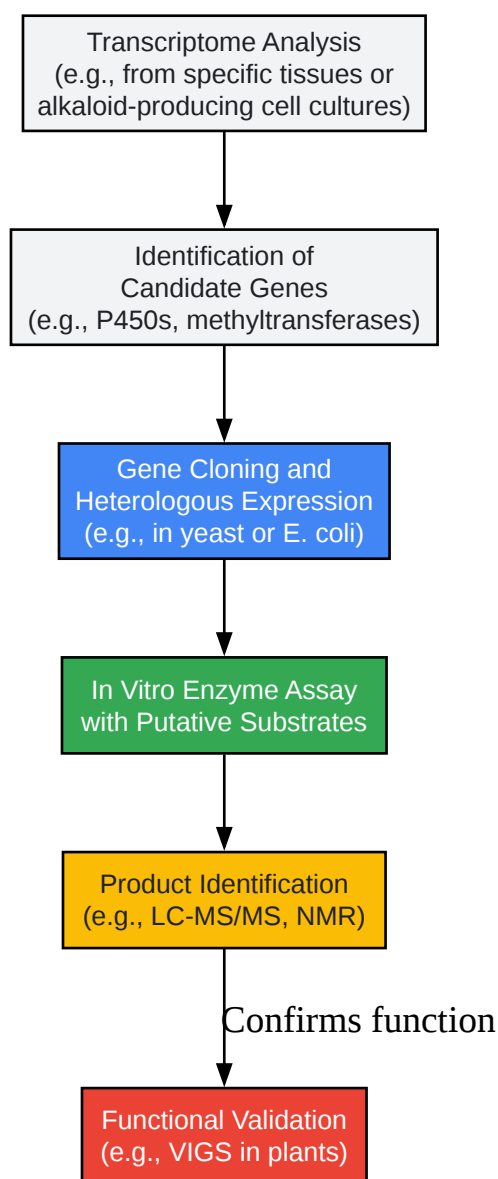 Transcriptome Analysis
(e.g., from specific tissues or
alkaloid-producing cell cultures)
Identification of
Candidate Genes
(e.g., P450s, methyltransferases)
Gene Cloning and
Heterologous Expression
(e.g., in yeast or E. coli)
In Vitro Enzyme Assay
with Putative Substrates
Product Identification
(e.g., LC-MS/MS, NMR)
Confirms function
Functional Validation
(e.g., VIGS in plants)